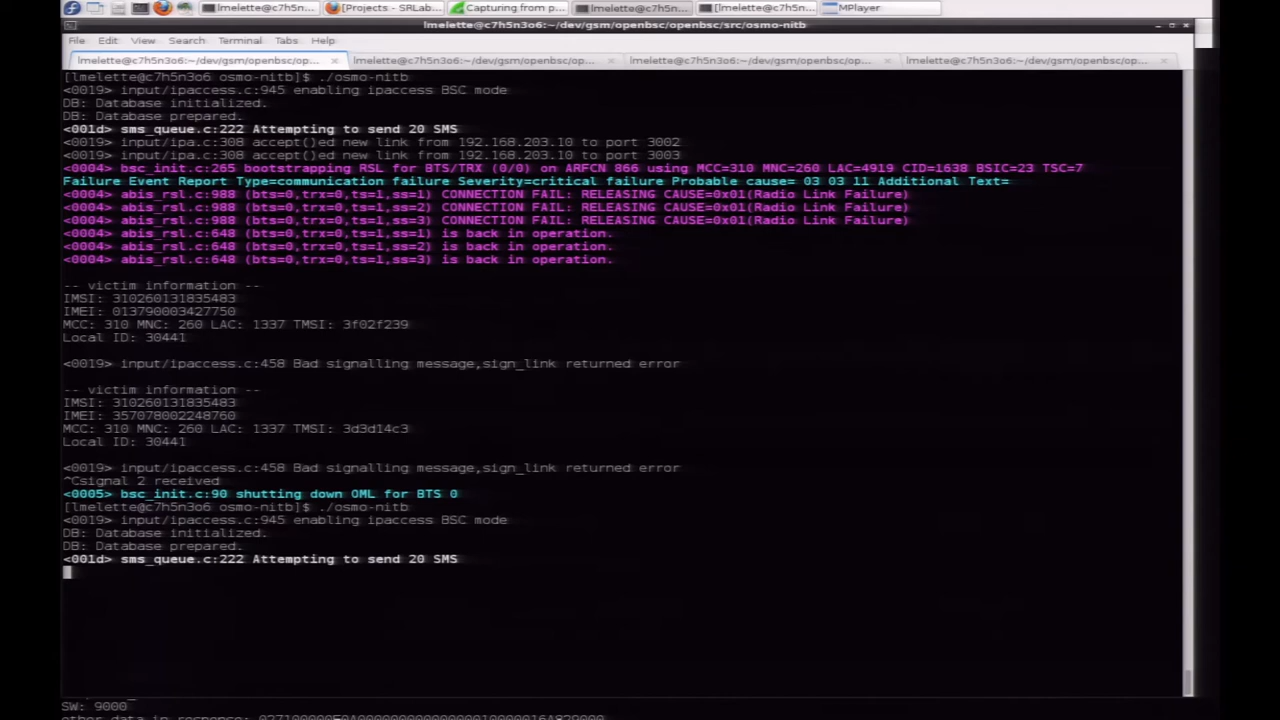 lmelette@c7h5n3o6:~/dev/gsm...
[Projects - SRLab...
Capturing from p...
lmelette@c7h5n3o6:~/dev/gsm...
[lmelette@c7h5n3o6:~/dev/gsm...
MPlayer
lmelette@c7h5n3o6:~/dev/gsm/openbsc/openbsc/src/osmo-nitb
File Edit View Search Terminal Tabs Help
lmelette@c7h5n3o6:~/dev/gsm/openbsc/op... lmelette@c7h5n3o6:~/dev/gsm/openbsc/op... lmelette@c7h5n3o6:~/dev/gsm/openbsc/op... lmelette@c7h5n3o6:~/dev/gsm/openbsc/op...
[lmelette@c7h5n3o6 osmo-nitb]$ ./osmo-nitb
<0019> input/ipaccess.c:945 enabling ipaccess BSC mode
DB: Database initialized.
DB: Database prepared.
<001d> sms_queue.c:222 Attempting to send 20 SMS
<0019> input/ipa.c:308 accept()ed new link from 192.168.203.10 to port 3002
<0019> input/ipa.c:308 accept()ed new link from 192.168.203.10 to port 3003
<0004> bsc_init.c:265 bootstrapping RSL for BTS/TRX (0/0) on ARFCN 866 using MCC=310 MNC=260 LAC=4919 CID=1638 BSIC=23 TSC=7
Failure Event Report Type=communication failure Severity=critical failure Probable cause= 03 03 11 Additional Text=
<0004> abis_rsl.c:988 (bts=0,trx=0,ts=1,ss=1) CONNECTION FAIL: RELEASING CAUSE=0x01(Radio Link Failure)
<0004> abis_rsl.c:988 (bts=0,trx=0,ts=1,ss=2) CONNECTION FAIL: RELEASING CAUSE=0x01(Radio Link Failure)
<0004> abis_rsl.c:988 (bts=0,trx=0,ts=1,ss=3) CONNECTION FAIL: RELEASING CAUSE=0x01(Radio Link Failure)
<0004> abis_rsl.c:648 (bts=0,trx=0,ts=1,ss=1) is back in operation.
<0004> abis_rsl.c:648 (bts=0,trx=0,ts=1,ss=2) is back in operation.
<0004> abis_rsl.c:648 (bts=0,trx=0,ts=1,ss=3) is back in operation.
-- victim information --
IMSI: 310260131835483
IMEI: 013790003427750
MCC: 310 MNC: 260 LAC: 1337 TMSI: 3f02f239
Local ID: 30441
<0019> input/ipaccess.c:458 Bad signalling message,sign_link returned error
-- victim information --
IMSI: 310260131835483
IMEI: 357078002248760
MCC: 310 MNC: 260 LAC: 1337 TMSI: 3d3d14c3
Local ID: 30441
<0019> input/ipaccess.c:458 Bad signalling message,sign_link returned error
^Csignal 2 received
<0005> bsc_init.c:90 shutting down OML for BTS 0
[lmelette@c7h5n3o6 osmo-nitb]$ ./osmo-nitb
<0019> input/ipaccess.c:945 enabling ipaccess BSC mode
DB: Database initialized.
DB: Database prepared.
<001d> sms_queue.c:222 Attempting to send 20 SMS
SW: 9000
other data in response: